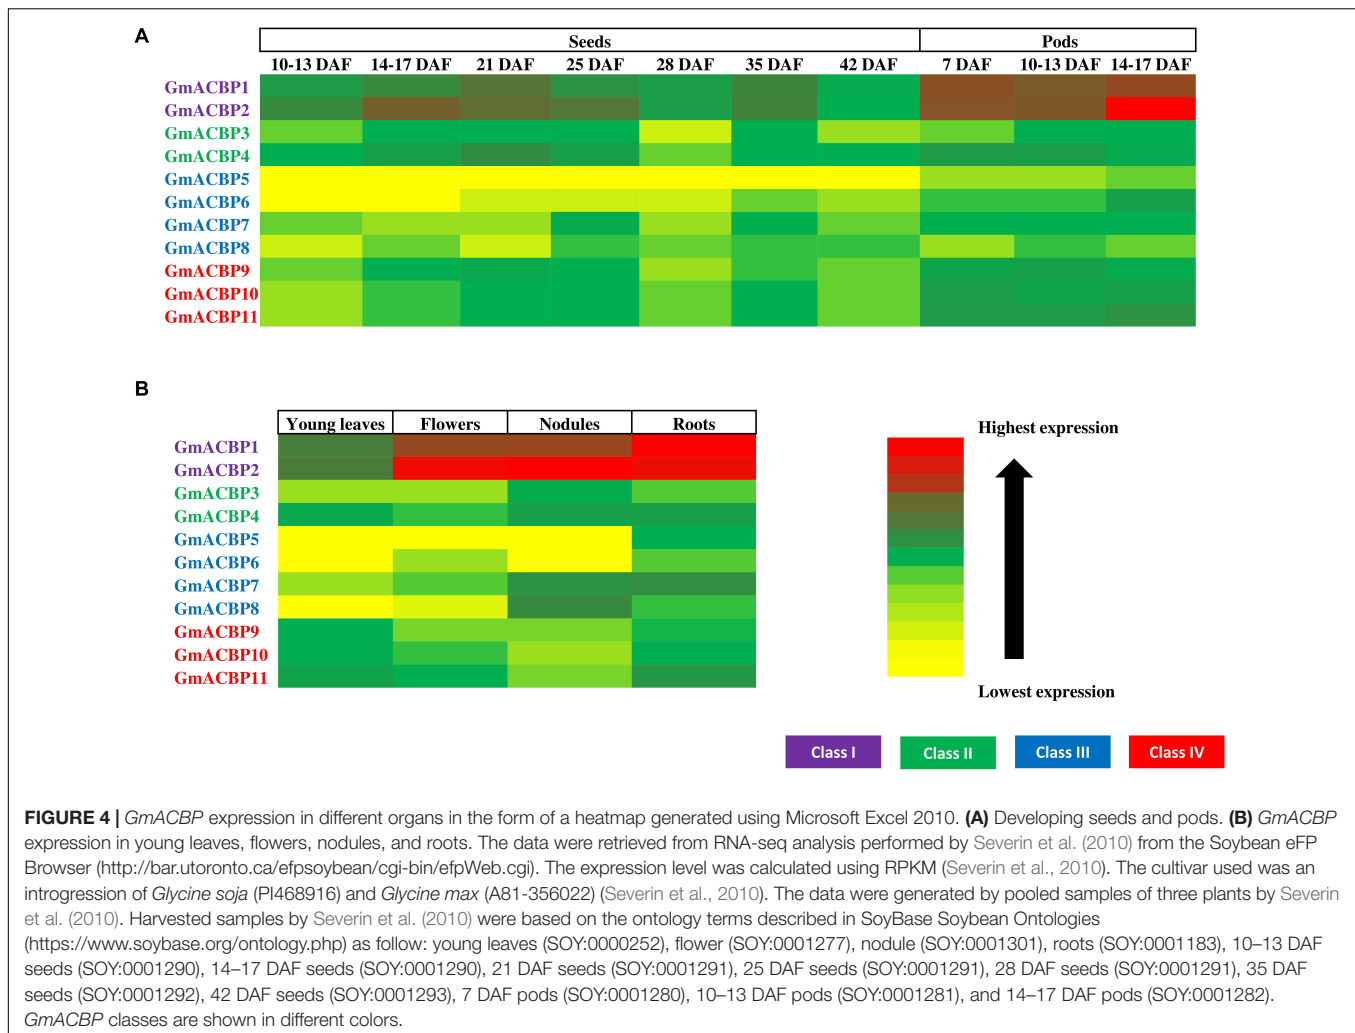 A
Seeds Pods
10-13 DAF 14-17 DAF 21 DAF 25 DAF 28 DAF 35 DAF 42 DAF 7 DAF 10-13 DAF 14-17 DAF
GmACBP1
GmACBP2
GmACBP3
GmACBP4
GmACBP5
GmACBP6
GmACBP7
GmACBP8
GmACBP9
GmACBP10
GmACBP11
B
Young leaves Flowers Nodules Roots
GmACBP1
GmACBP2
GmACBP3
GmACBP4
GmACBP5
GmACBP6
GmACBP7
GmACBP8
GmACBP9
GmACBP10
GmACBP11
Highest expression
Lowest expression
Class I Class II Class III Class IV
FIGURE 4 | GmACBP expression in different organs in the form of a heatmap generated using Microsoft Excel 2010. (A) Developing seeds and pods. (B) GmACBP
expression in young leaves, flowers, nodules, and roots. The data were retrieved from RNA-seq analysis performed by Severin et al. (2010) from the Soybean eFP
Browser (http://bar.utoronto.ca/efpsoybean/cgi-bin/efpWeb.cgi). The expression level was calculated using RPKM (Severin et al., 2010). The cultivar used was an
introgression of Glycine soja (PI468916) and Glycine max (A81-356022) (Severin et al., 2010). The data were generated by pooled samples of three plants by Severin
et al. (2010). Harvested samples by Severin et al. (2010) were based on the ontology terms described in SoyBase Soybean Ontologies
(https://www.soybase.org/ontology.php) as follow: young leaves (SOY:0000252), flower (SOY:0001277), nodule (SOY:0001301), roots (SOY:0001183), 10–13 DAF
seeds (SOY:0001290), 14–17 DAF seeds (SOY:0001290), 21 DAF seeds (SOY:0001291), 25 DAF seeds (SOY:0001291), 28 DAF seeds (SOY:0001291), 35 DAF
seeds (SOY:0001292), 42 DAF seeds (SOY:0001293), 7 DAF pods (SOY:0001280), 10–13 DAF pods (SOY:0001281), and 14–17 DAF pods (SOY:0001282).
GmACBP classes are shown in different colors.